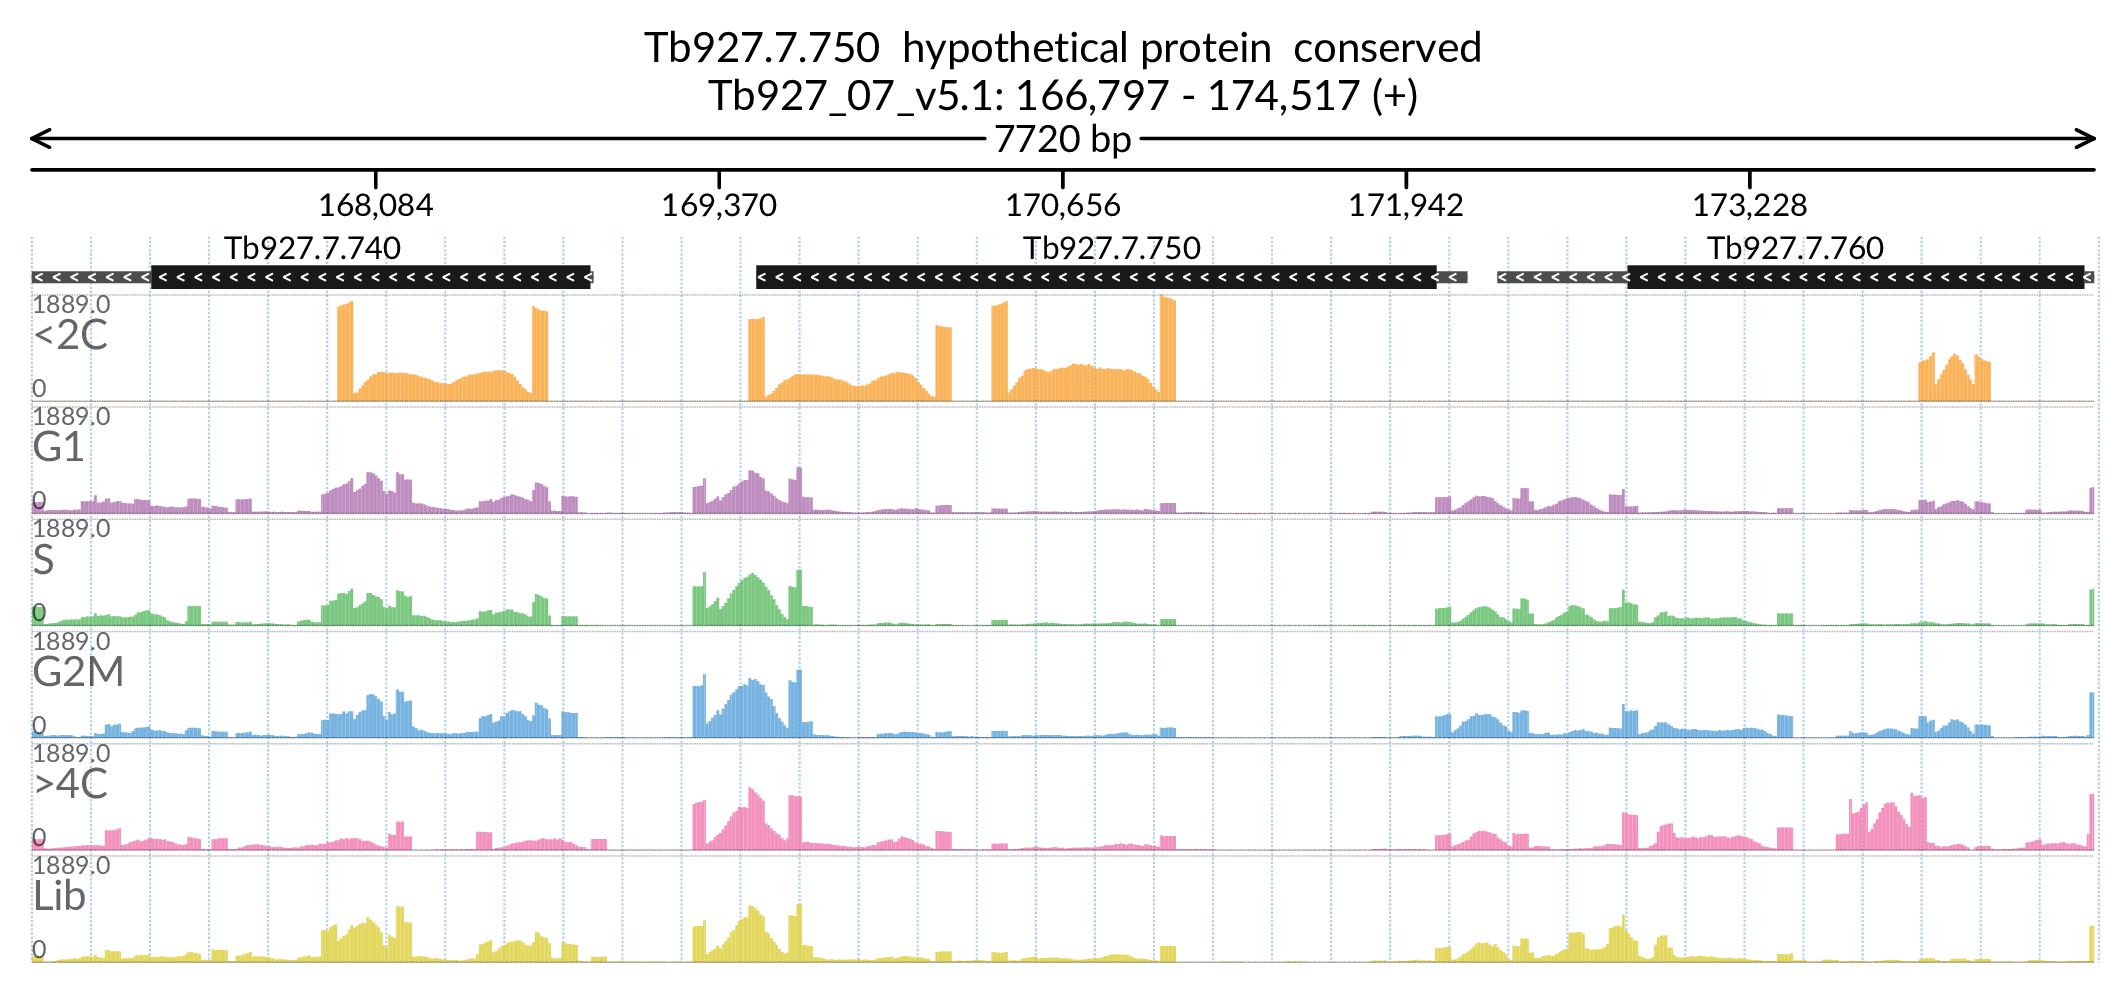 Tb927.7.750 hypothetical protein conserved
Tb927_07_v5.1: 166,797 - 174,517 (+)
7720 bp
168,084 169,370 170,656 171,942 173,228
Tb927.7.740 Tb927.7.750 Tb927.7.760
1889.0
<2C
0
1889.0
G1
0
1889.0
S
0
1889.0
G2M
0
1889.0
>4C
0
1889.0
Lib
0